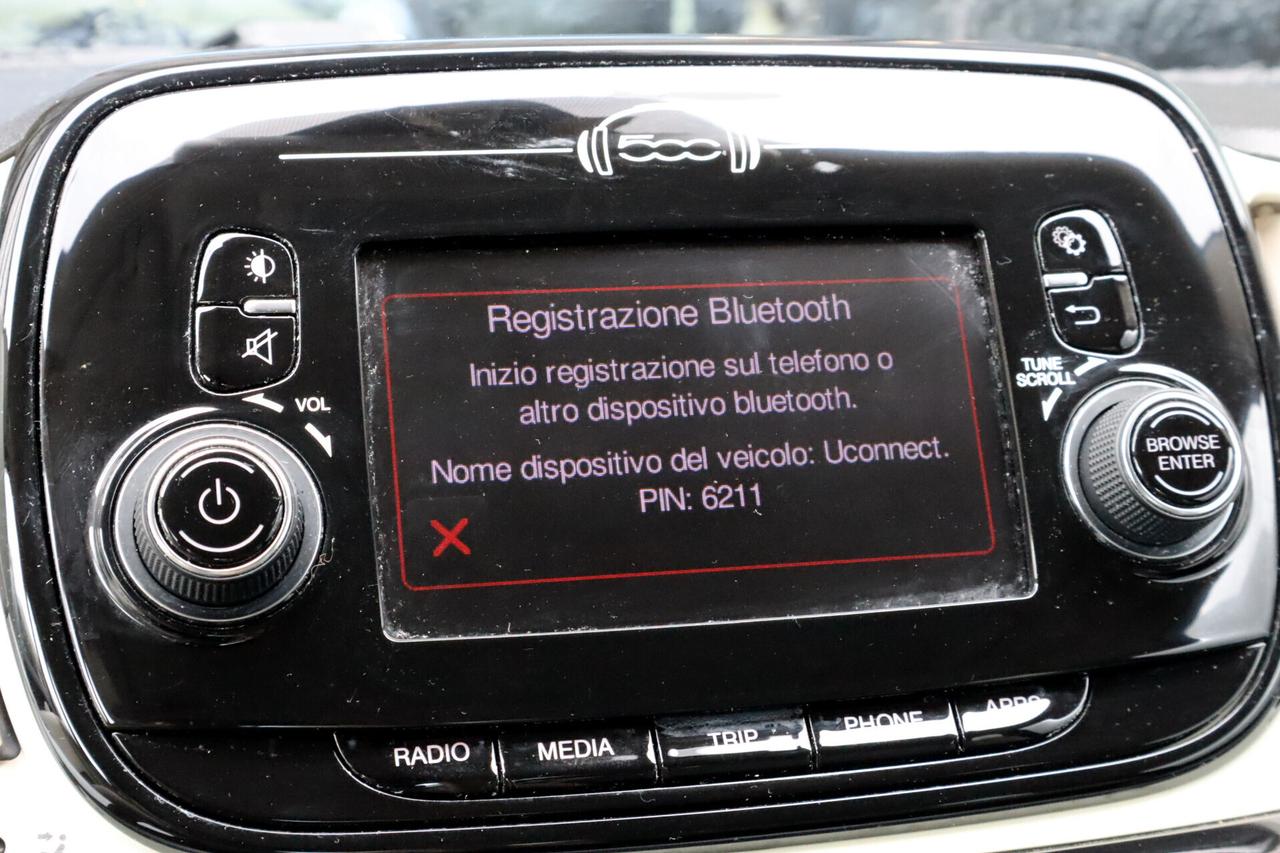 500
VOL
TUNE
SCROLL
BROWSE
ENTER
Registrazione Bluetooth
Inizio registrazione sul telefono o
altro dispositivo bluetooth.
Nome dispositivo del veicolo: Uconnect.
PIN: 6211
RADIO
MEDIA
TRIP
PHONE
APPS